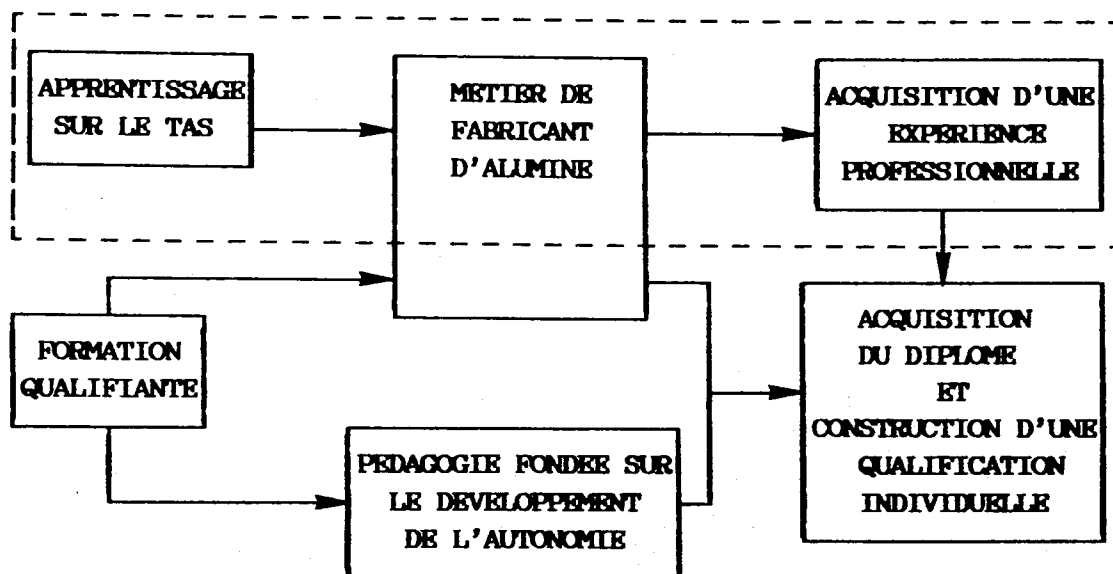 APPRENTISSAGE
SUR LE TAS
METIER DE
FABRICANT
D'ALUMINE
ACQUISITION D'UNE
EXPERIENCE
PROFESSIONNELLE
FORMATION
QUALIFIANTE
PEDAGOGIE FONDEE SUR
LE DEVELOPPEMENT
DE L'AUTONOMIE
ACQUISITION
DU DIPLOME
ET
CONSTRUCTION D'UNE
QUALIFICATION
INDIVIDUELLE